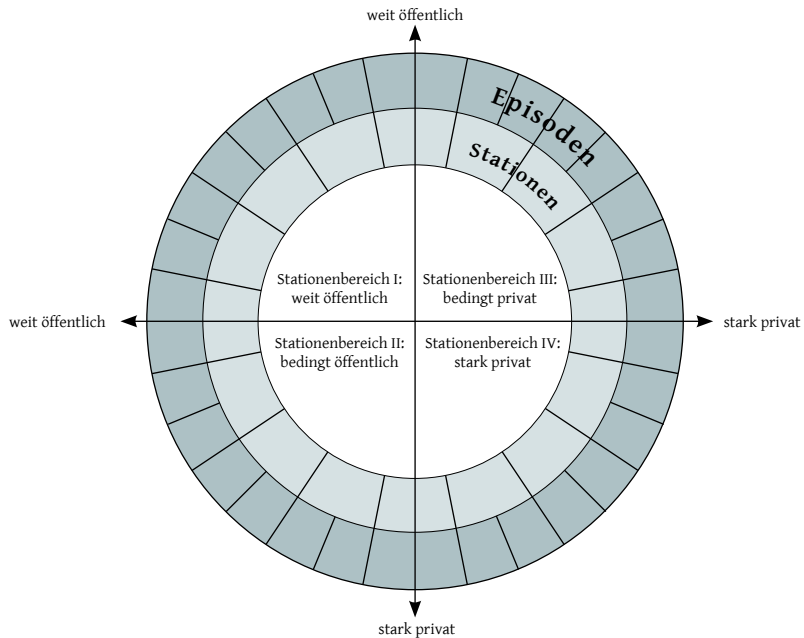 weit öffentlich
Episoden
Stationen
Stationenbereich I:
weit öffentlich
Stationenbereich III:
bedingt privat
weit öffentlich
stark privat
Stationenbereich II:
bedingt öffentlich
Stationenbereich IV:
stark privat
stark privat